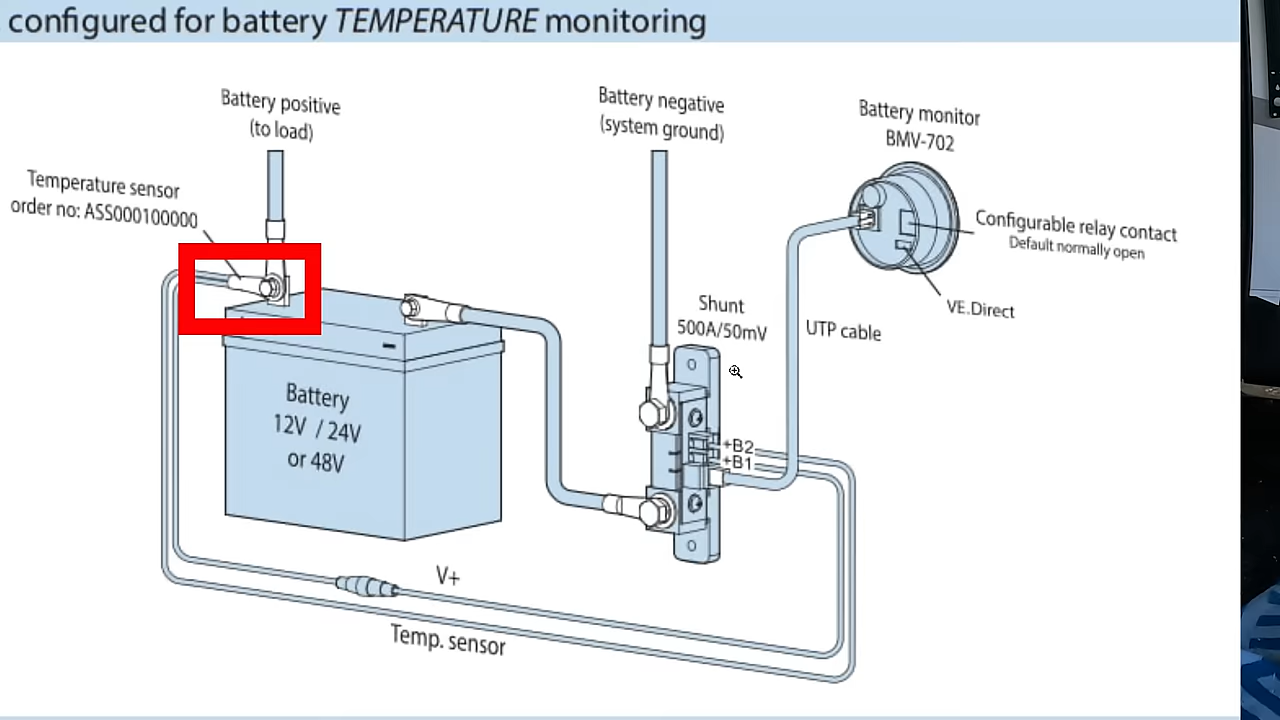 configured for battery TEMPERATURE monitoring
Battery positive
(to load)
Battery negative
(system ground)
Battery monitor
BMV-702
Temperature sensor
order no: ASS000100000
Configurable relay contact
Default normally open
VE.Direct
Shunt
500A/50mV
UTP cable
Battery
12V / 24V
or 48V
+B2
+B1
V+
Temp. sensor